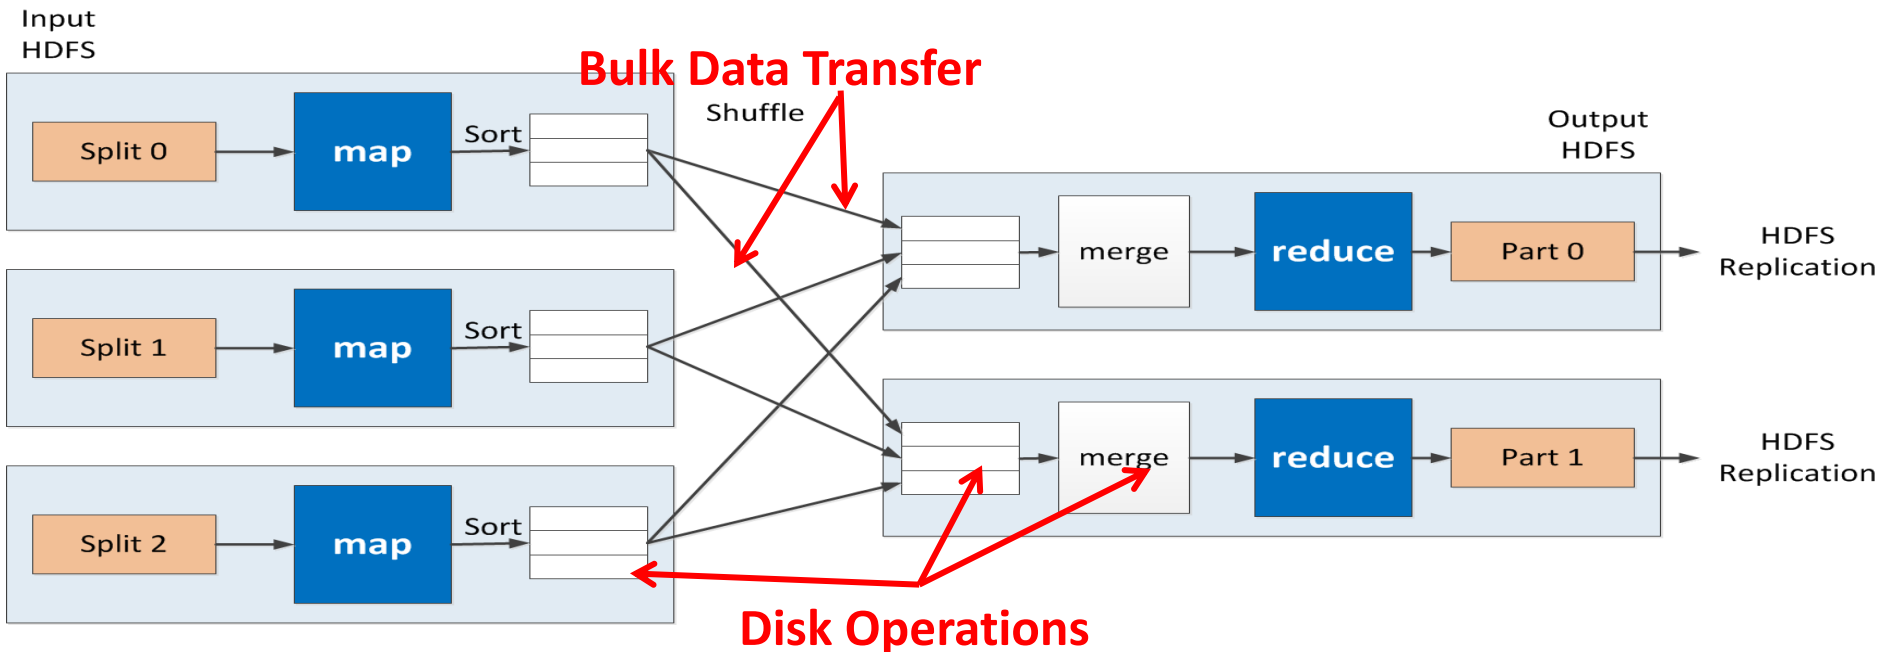 Input
HDFS
Bulk Data Transfer
Shuffle
Split 0
map
Sort
Output
HDFS
merge
reduce
Part 0
HDFS
Replication
Split 1
map
Sort
merge
reduce
Part 1
HDFS
Replication
Split 2
map
Sort
Disk Operations